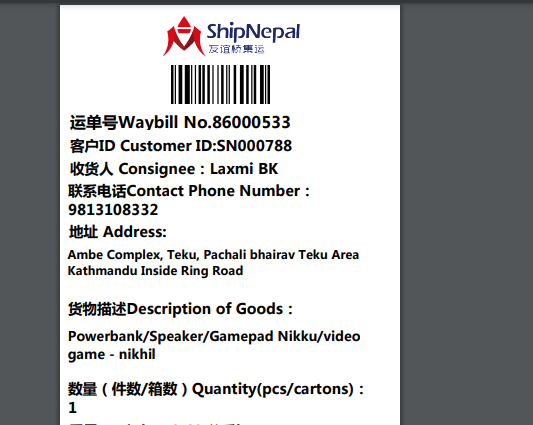 ShipNepal
友谊桥集运
运单号Waybill No.86000533
客户ID Customer ID:SN000788
收货人 Consignee：Laxmi BK
联系电话Contact Phone Number：
9813108332
地址 Address:
Ambe Complex, Teku, Pachali bhairav Teku Area
Kathmandu Inside Ring Road
货物描述Description of Goods：
Powerbank/Speaker/Gamepad Nikku/video
game - nikhil
数量（件数/箱数）Quantity(pcs/cartons)：
1